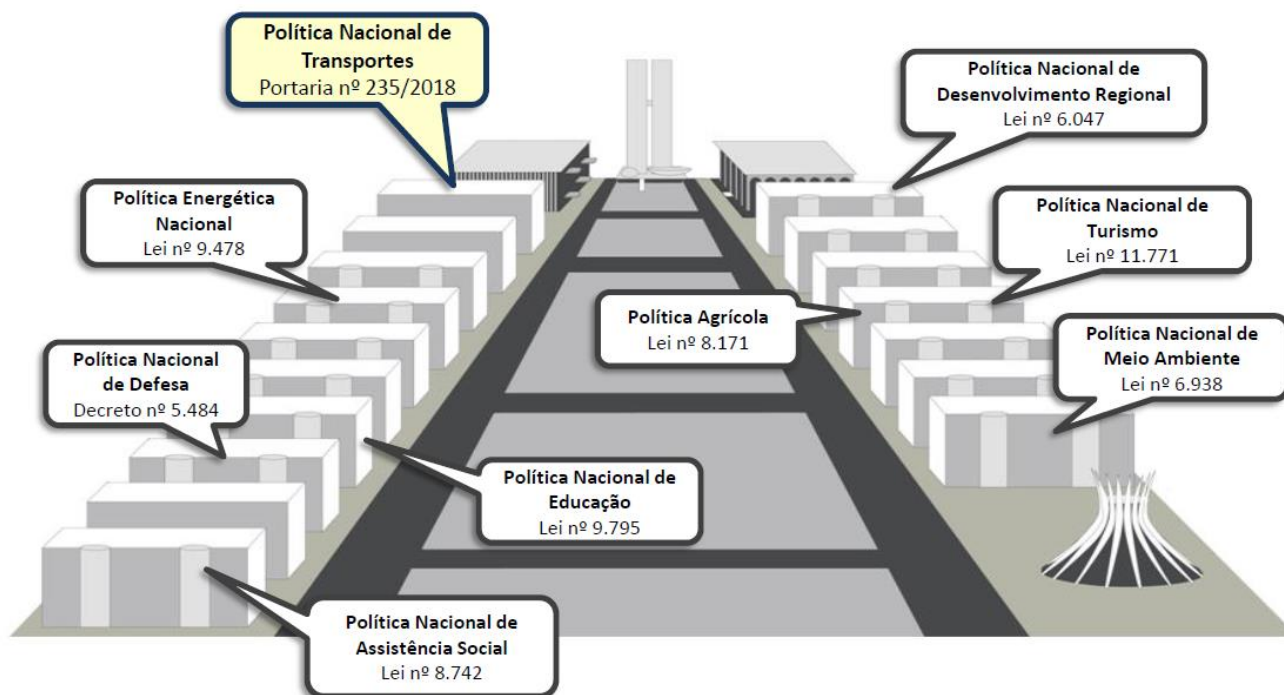 Política Nacional de
Transportes
Portaria nº 235/2018
Política Nacional de
Desenvolvimento Regional
Lei nº 6.047
Política Energética
Nacional
Lei nº 9.478
Política Nacional de
Turismo
Lei nº 11.771
Política Agrícola
Lei nº 8.171
Política Nacional de
Meio Ambiente
Lei nº 6.938
Política Nacional
de Defesa
Decreto nº 5.484
Política Nacional de
Educação
Lei nº 9.795
Política Nacional de
Assistência Social
Lei nº 8.742